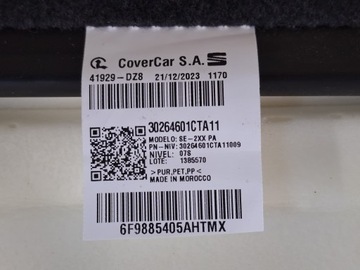 CoverCar S.A.
41929-DZ8 21/12/2023 1170
30264601CTA11
MODELO: SE-2XX PA
PN-NIV: 30264601CTA11009
NIVEL: 078
LOTE: 1385570
>PUR,PET,PP<
MADE IN MOROCCO
6F9885405AHTMX